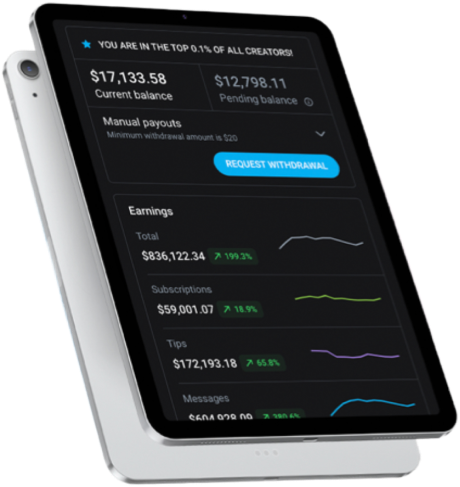 YOU ARE IN THE TOP 0.1% OF ALL CREATORS!
$17,133.58
Current balance
$12,798.11
Pending balance
Manual payouts
Minimum withdrawal amount is $20
REQUEST WITHDRAWAL
Earnings
Total
$836,122.34 199.3%
Subscriptions
$59,001.07 18.9%
Tips
$172,193.18 65.8%
Messages
$604,928.09 380.6%